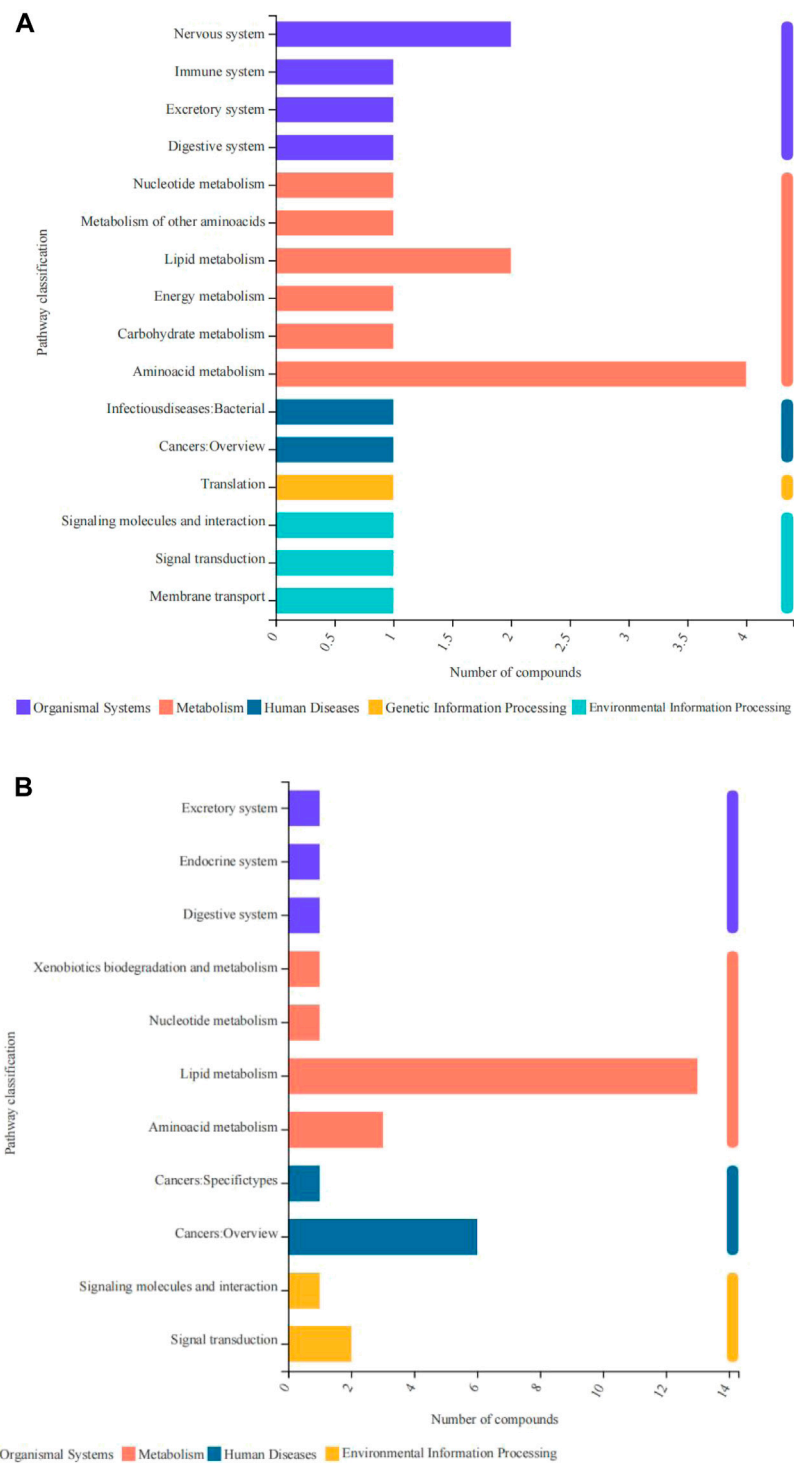 A
Nervous system
Immune system
Excretory system
Digestive system
Nucleotide metabolism
Metabolism of other aminoacids
Lipid metabolism
Energy metabolism
Carbohydrate metabolism
Aminoacid metabolism
Infectiousdiseases:Bacterial
Cancers:Overview
Translation
Signaling molecules and interaction
Signal transduction
Membrane transport
Pathway classification
0 0.5 1 1.5 2 2.5 3 3.5 4
Number of compounds
Organismal Systems Metabolism Human Diseases Genetic Information Processing Environmental Information Processing
B
Excretory system
Endocrine system
Digestive system
Xenobiotics biodegradation and metabolism
Nucleotide metabolism
Lipid metabolism
Aminoacid metabolism
Cancers:Specifictypes
Cancers:Overview
Signaling molecules and interaction
Signal transduction
Pathway classification
0 2 4 6 8 10 12 14
Number of compounds
Organismal Systems Metabolism Human Diseases Environmental Information Processing